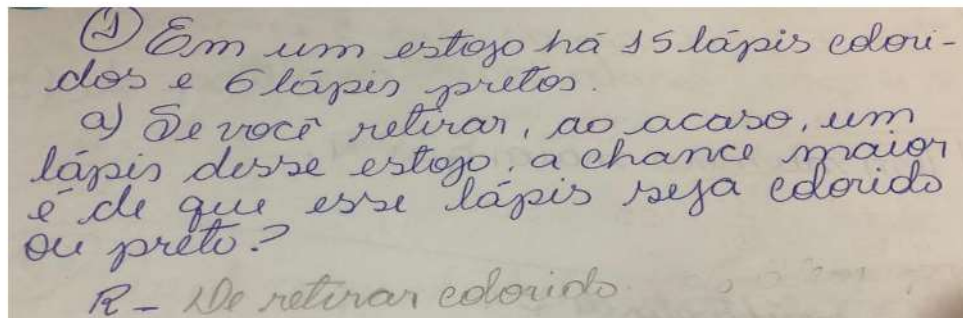 ① Em um estojo há 15 lápis colori-
dos e 6 lápis pretos.
a) Se você retirar, ao acaso, um
lápis desse estojo, a chance maior
é de que esse lápis seja colorido
ou preto?
R - De retirar colorido.